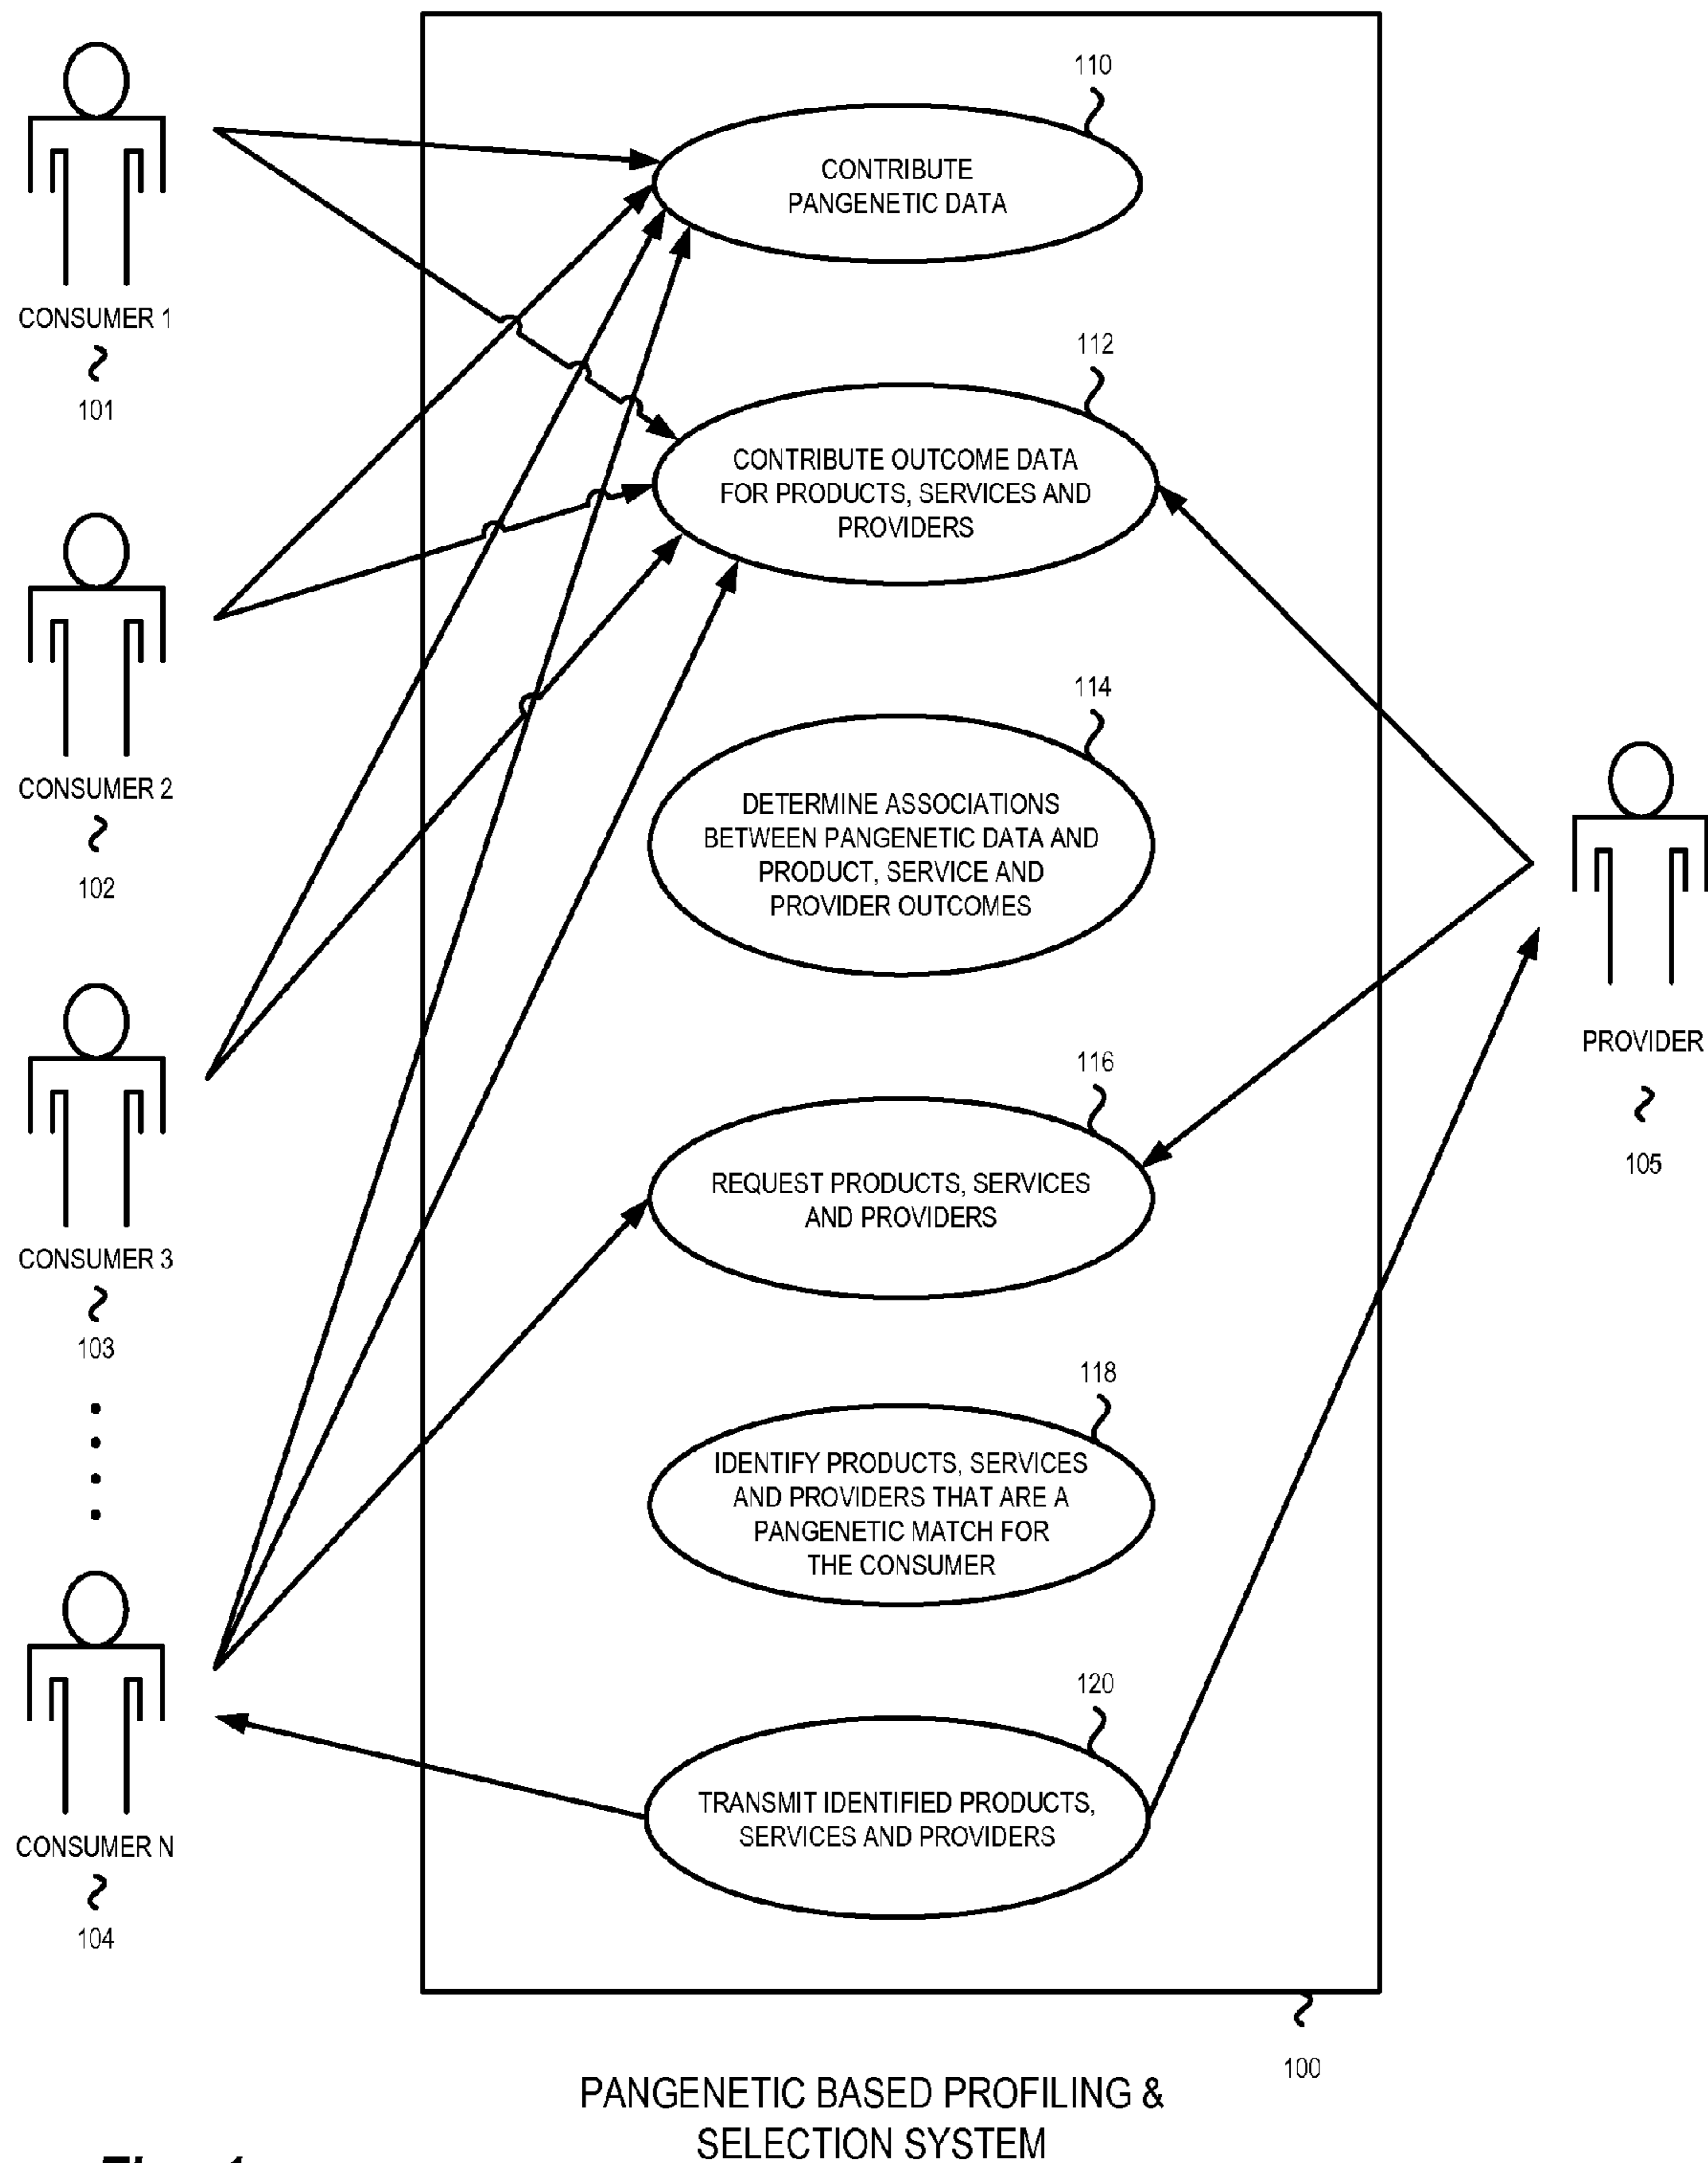 110
CONTRIBUTE
PANGENETIC DATA
CONSUMER 1
101
112
CONTRIBUTE OUTCOME DATA
FOR PRODUCTS, SERVICES AND
PROVIDERS
CONSUMER 2
102
114
DETERMINE ASSOCIATIONS
BETWEEN PANGENETIC DATA AND
PRODUCT, SERVICE AND
PROVIDER OUTCOMES
PROVIDER
105
116
REQUEST PRODUCTS, SERVICES
AND PROVIDERS
CONSUMER 3
103
118
IDENTIFY PRODUCTS, SERVICES
AND PROVIDERS THAT ARE A
PANGENETIC MATCH FOR
THE CONSUMER
120
TRANSMIT IDENTIFIED PRODUCTS,
SERVICES AND PROVIDERS
CONSUMER N
104
100
PANGENETIC BASED PROFILING &
SELECTION SYSTEM